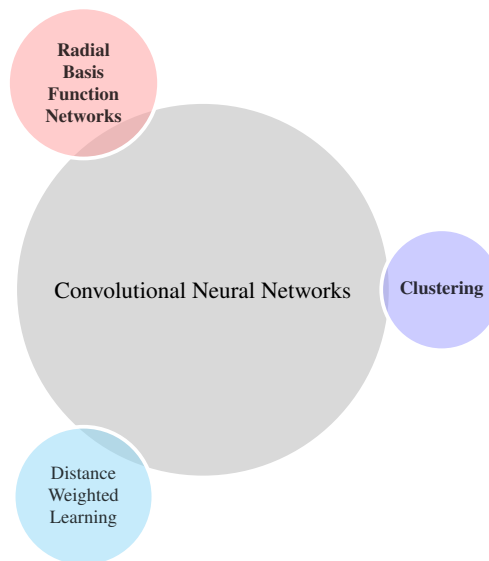 Radial
Basis
Function
Networks
Convolutional Neural Networks
Clustering
Distance
Weighted
Learning